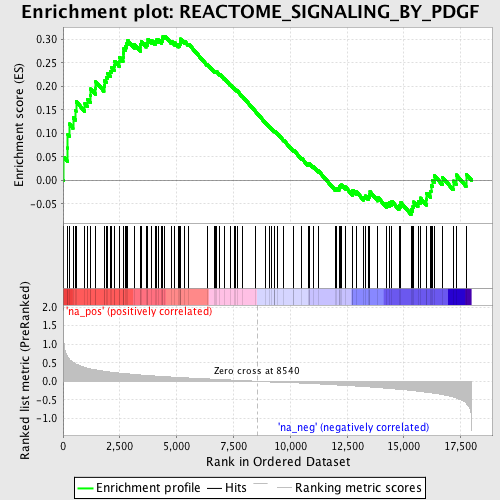 Enrichment plot: REACTOME_SIGNALING_BY_PDGF
Enrichment score (ES)
0.30
0.25
0.20
0.15
0.10
0.05
0.00
-0.05
'na_pos' (positively correlated)
Ranked list metric (PreRanked)
2.0
1.5
1.0
0.5
0.0
-0.5
-1.0
Zero cross at 8540
'na_neg' (negatively correlated)
0
2,500
5,000
7,500
10,000
12,500
15,000
17,500
Rank in Ordered Dataset
Enrichment profile
Hits
Ranking metric scores